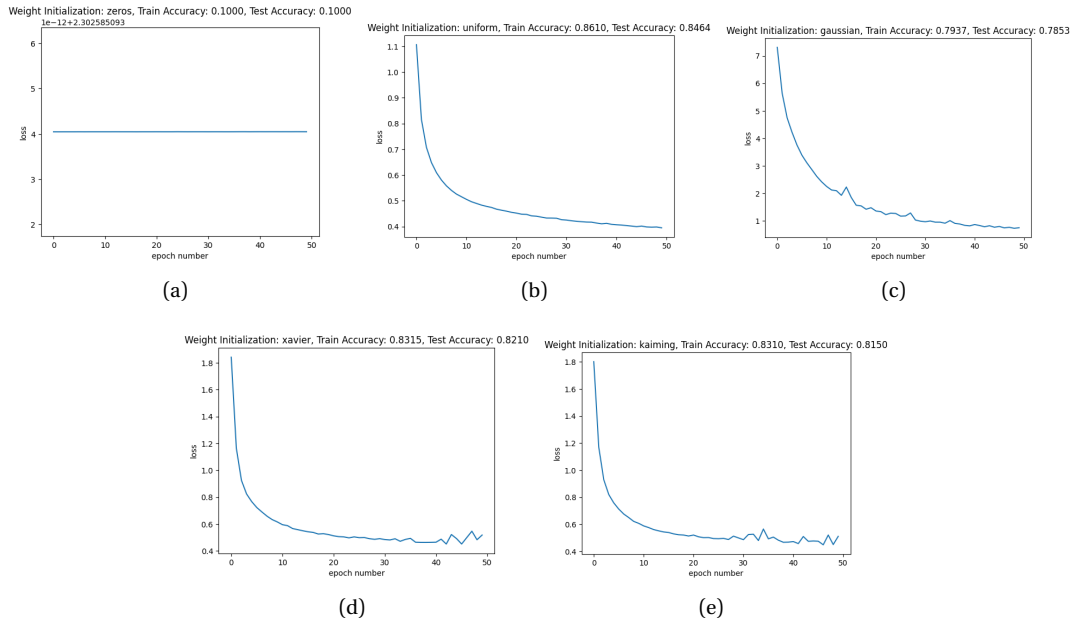 Weight Initialization: zeros, Train Accuracy: 0.1000, Test Accuracy: 0.1000
1e−12+2.302585093
6
5
4
3
2
loss
0 10 20 30 40 50
epoch number
(a)
Weight Initialization: uniform, Train Accuracy: 0.8610, Test Accuracy: 0.8464
1.1
1.0
0.9
0.8
0.7
0.6
0.5
0.4
loss
0 10 20 30 40 50
epoch number
(b)
Weight Initialization: gaussian, Train Accuracy: 0.7937, Test Accuracy: 0.7853
7
6
5
4
3
2
1
loss
0 10 20 30 40 50
epoch number
(c)
Weight Initialization: xavier, Train Accuracy: 0.8315, Test Accuracy: 0.8210
1.8
1.6
1.4
1.2
1.0
0.8
0.6
0.4
loss
0 10 20 30 40 50
epoch number
(d)
Weight Initialization: kaiming, Train Accuracy: 0.8310, Test Accuracy: 0.8150
1.8
1.6
1.4
1.2
1.0
0.8
0.6
0.4
loss
0 10 20 30 40 50
epoch number
(e)